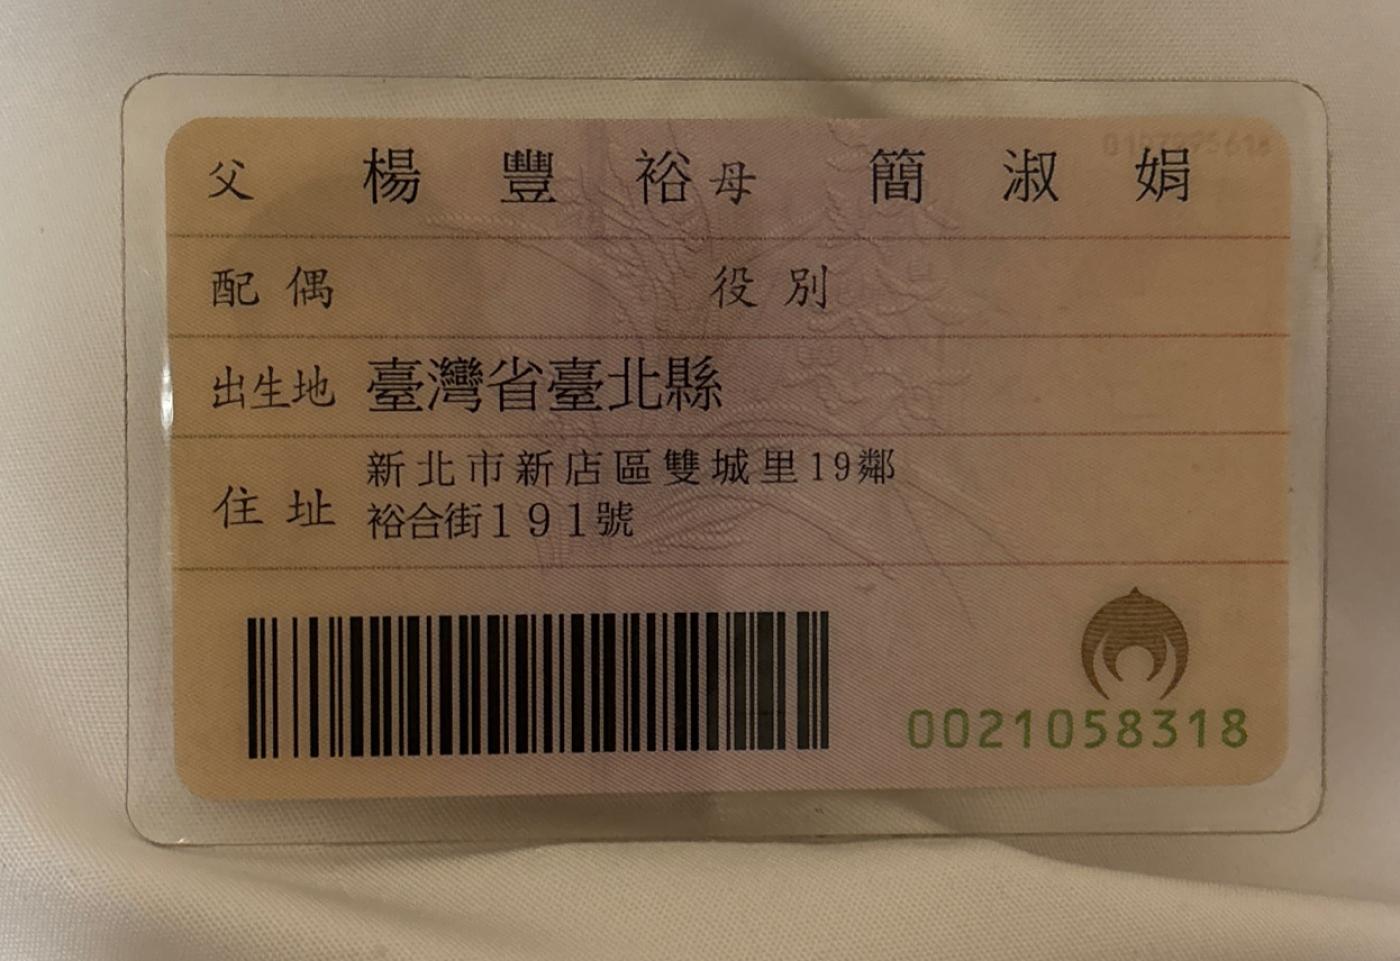 父 楊豐裕 母 簡淑娟
配偶 役別
出生地 臺灣省臺北縣
住址 新北市新店區雙城里19鄰
裕合街191號
0021058318